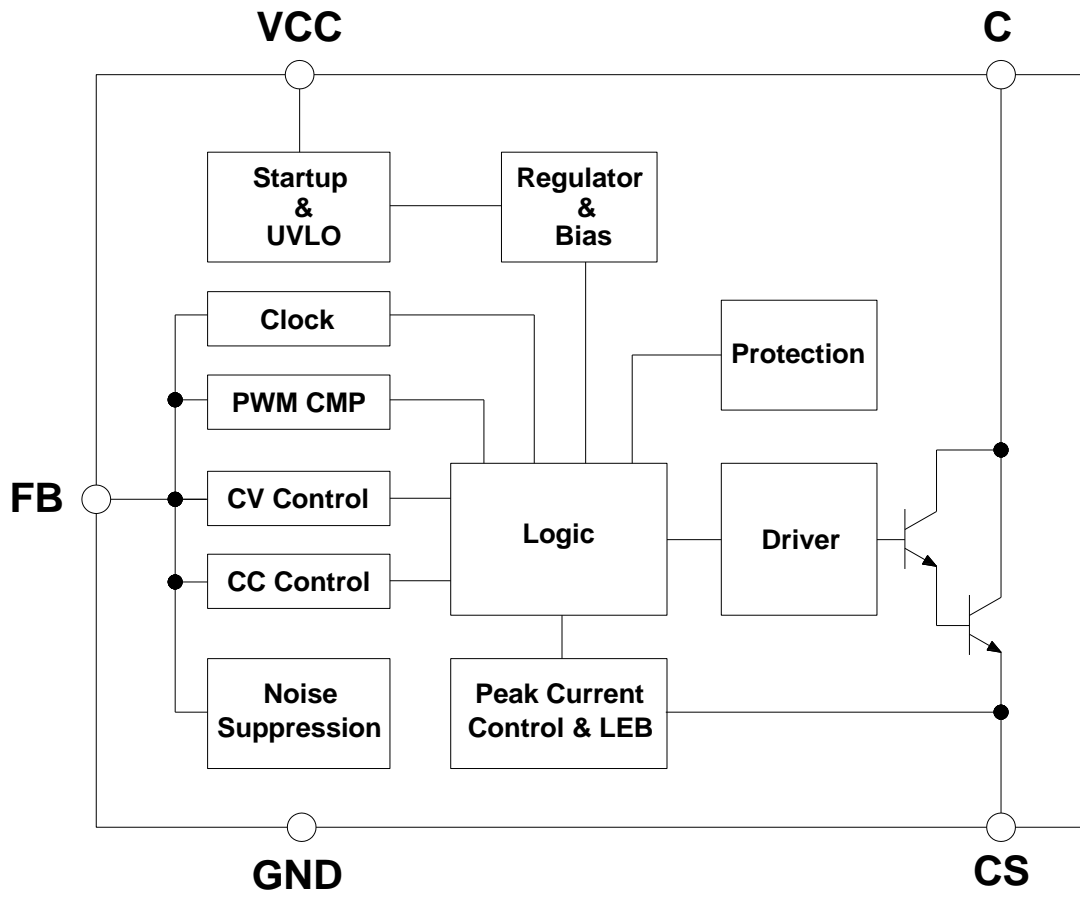 VCC
C
Startup
&
UVLO
Regulator
&
Bias
Clock
Protection
PWM CMP
FB
CV Control
Logic
Driver
CC Control
Noise
Suppression
Peak Current
Control & LEB
GND
CS